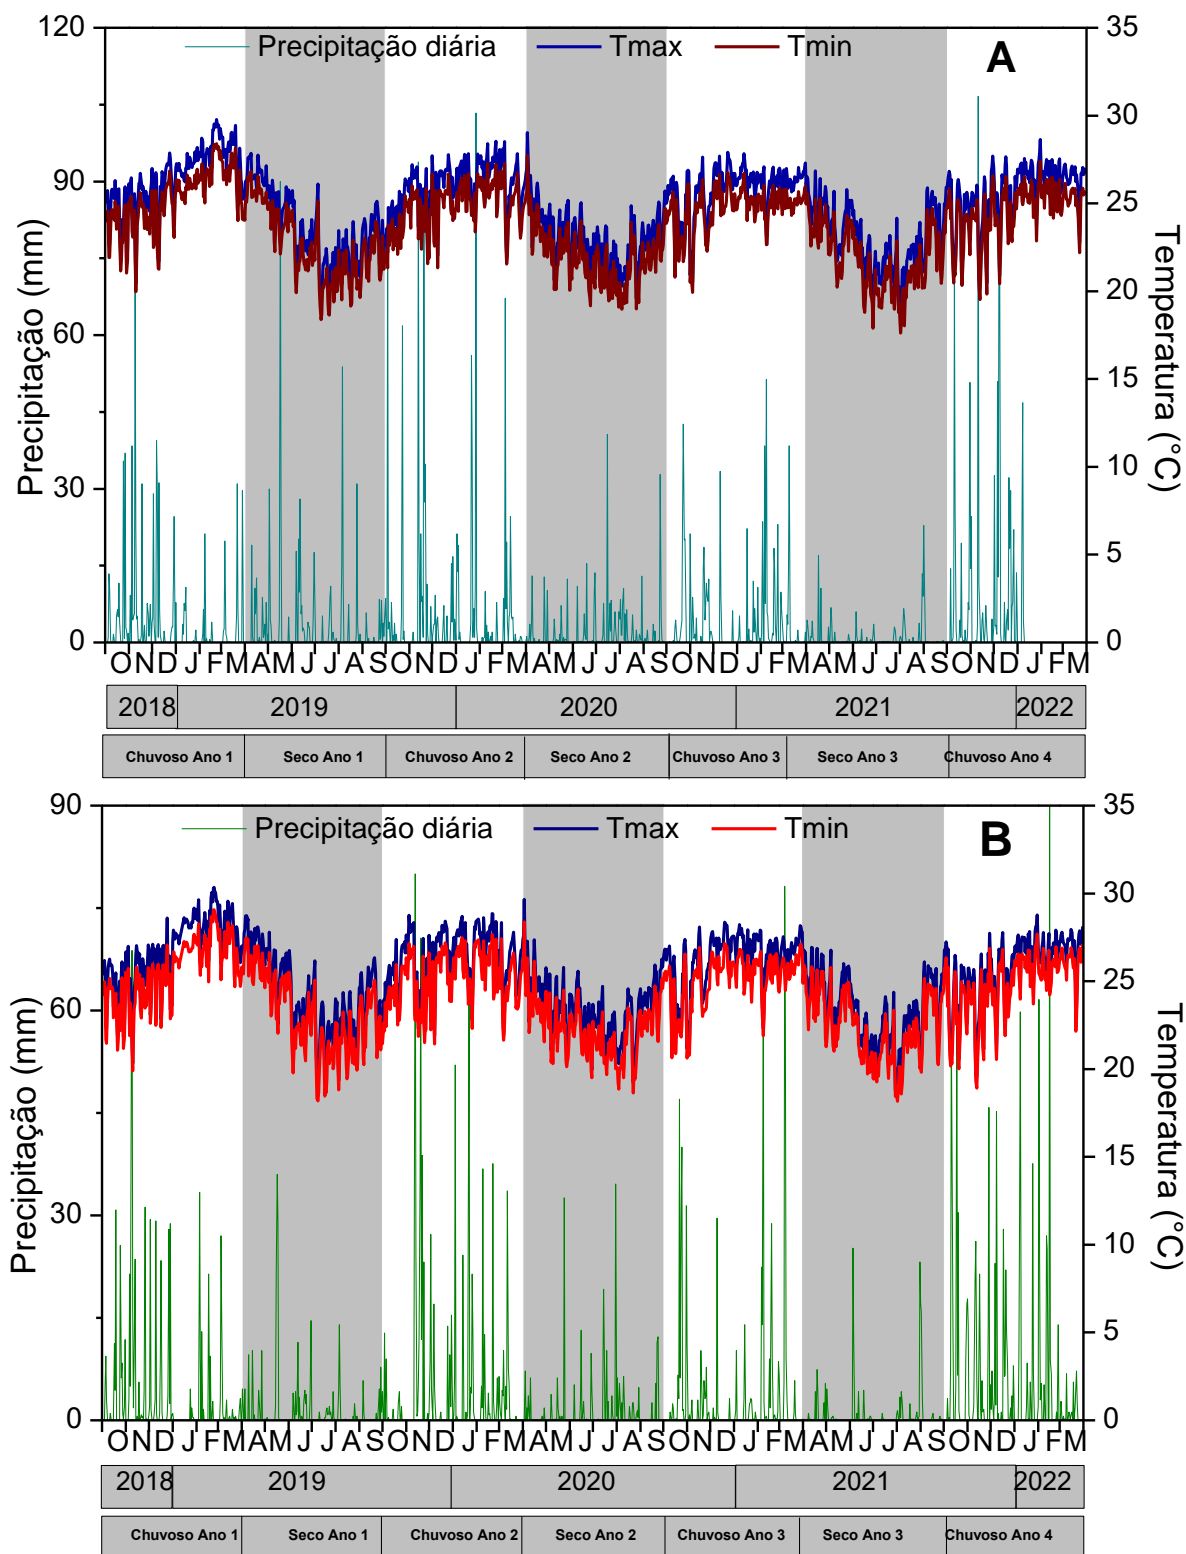 120
35
Precipitação diária Tmax Tmin
A
30
90
25
20
60
15
10
30
5
0
0
Precipitação (mm)
Temperatura (°C)
O N D J F M A M J J A S O N D J F M A M J J A S O N D J F M A M J J A S O N D J F M
2018 2019 2020 2021 2022
Chuvoso Ano 1 Seco Ano 1 Chuvoso Ano 2 Seco Ano 2 Chuvoso Ano 3 Seco Ano 3 Chuvoso Ano 4
90
35
Precipitação diária Tmax Tmin
B
30
25
60
20
15
30
10
5
0
0
Precipitação (mm)
Temperatura (°C)
O N D J F M A M J J A S O N D J F M A M J J A S O N D J F M A M J J A S O N D J F M
2018 2019 2020 2021 2022
Chuvoso Ano 1 Seco Ano 1 Chuvoso Ano 2 Seco Ano 2 Chuvoso Ano 3 Seco Ano 3 Chuvoso Ano 4